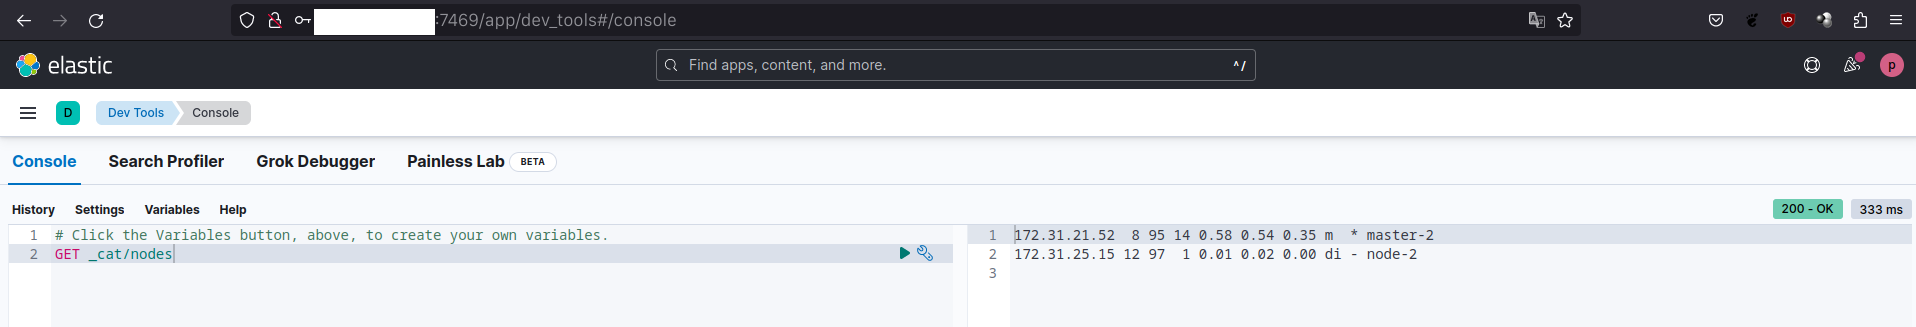 :7469/app/dev_tools#/console
elastic
Find apps, content, and more.
^/
p
D
Dev Tools
Console
Console
Search Profiler
Grok Debugger
Painless Lab
BETA
History
Settings
Variables
Help
200 - OK
333 ms
1 # Click the Variables button, above, to create your own variables.
2 GET _cat/nodes
1 172.31.21.52  8 95 14 0.58 0.54 0.35 m  * master-2
2 172.31.25.15 12 97  1 0.01 0.02 0.00 di - node-2
3